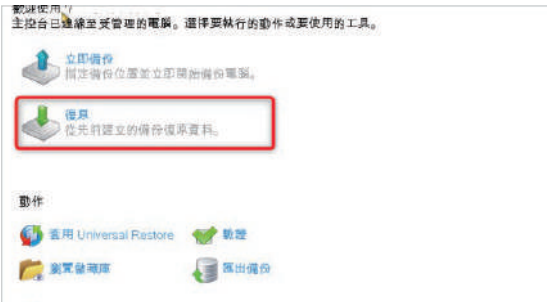 歡迎使用
主控台已連線至受管理的電腦。選擇要執行的動作或要使用的工具。
立即備份
指定備份位置並立即開始備份電腦。
復原
從先前建立的備份復原資料。
動作
套用 Universal Restore
驗證
瀏覽儲藏庫
匯出備份